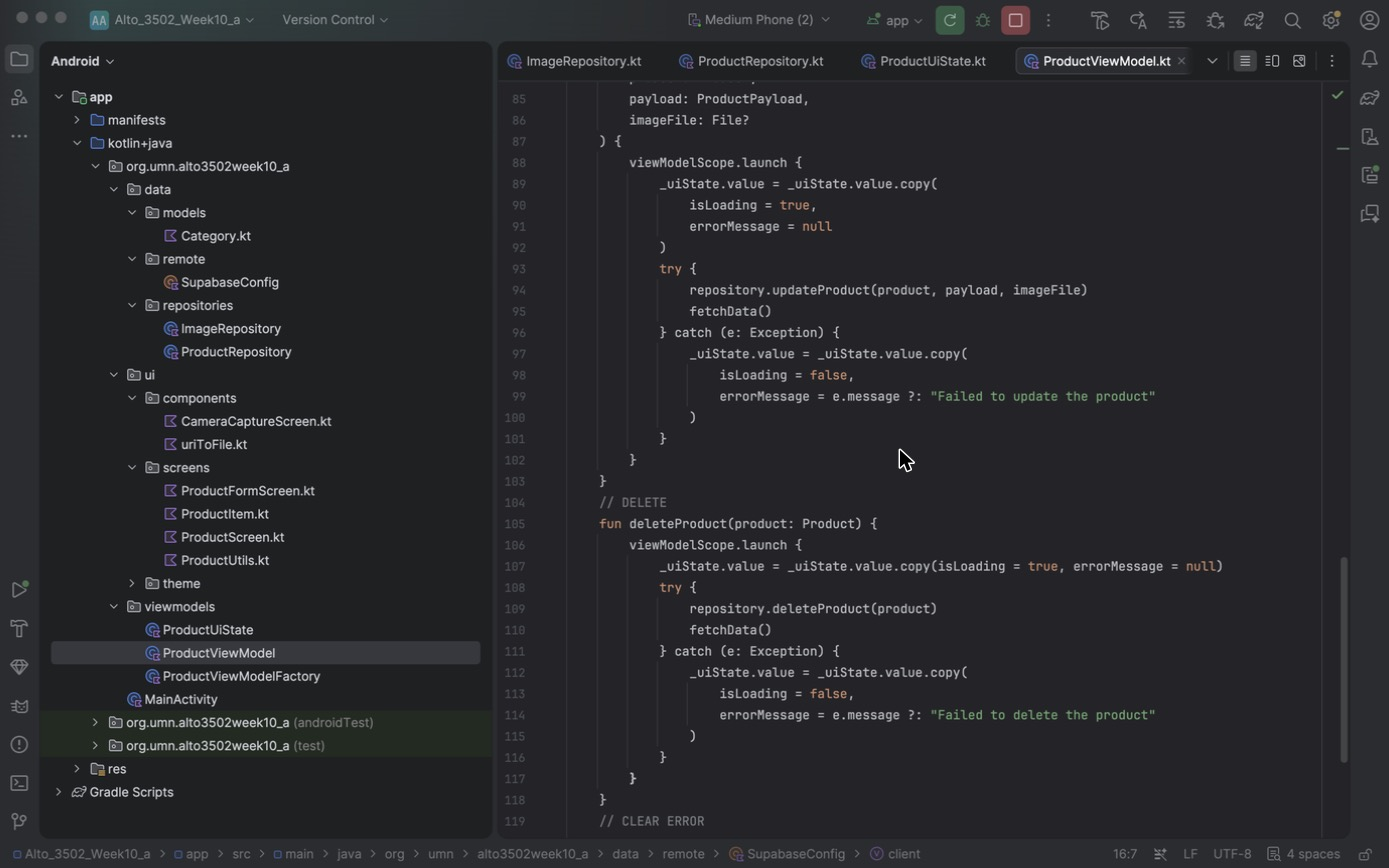 AA Alto_3502_Week10_a Version Control Medium Phone (2) app
Android
app
manifests
kotlin+java
org.umn.alto3502week10_a
data
models
Category.kt
remote
SupabaseConfig
repositories
ImageRepository
ProductRepository
ui
components
CameraCaptureScreen.kt
uriToFile.kt
screens
ProductFormScreen.kt
ProductItem.kt
ProductScreen.kt
ProductUtils.kt
theme
viewmodels
ProductUiState
ProductViewModel
ProductViewModelFactory
MainActivity
org.umn.alto3502week10_a (androidTest)
org.umn.alto3502week10_a (test)
res
Gradle Scripts
ImageRepository.kt ProductRepository.kt ProductUiState.kt ProductViewModel.kt
85 payload: ProductPayload,
86 imageFile: File?
87 ) {
88 viewModelScope.launch {
89 _uiState.value = _uiState.value.copy(
90 isLoading = true,
91 errorMessage = null
92 )
93 try {
94 repository.updateProduct(product, payload, imageFile)
95 fetchData()
96 } catch (e: Exception) {
97 _uiState.value = _uiState.value.copy(
98 isLoading = false,
99 errorMessage = e.message ?: "Failed to update the product"
100 )
101 }
102 }
103 }
104 // DELETE
105 fun deleteProduct(product: Product) {
106 viewModelScope.launch {
107 _uiState.value = _uiState.value.copy(isLoading = true, errorMessage = null)
108 try {
109 repository.deleteProduct(product)
110 fetchData()
111 } catch (e: Exception) {
112 _uiState.value = _uiState.value.copy(
113 isLoading = false,
114 errorMessage = e.message ?: "Failed to delete the product"
115 )
116 }
117 }
118 }
119 // CLEAR ERROR
Alto_3502_Week10_a > app > src > main > java > org > umn > alto3502week10_a > data > remote > SupabaseConfig > client 16:7 LF UTF-8 4 spaces